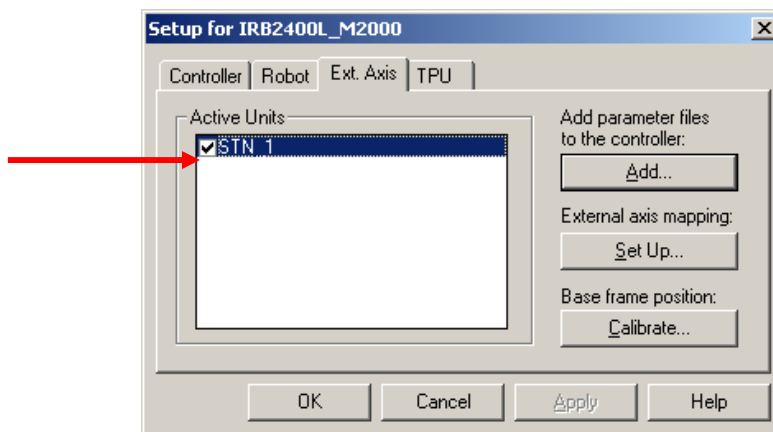 Setup for IRB2400L_M2000
Controller Robot Ext. Axis TPU
Active Units
STN_1
Add parameter files
to the controller:
Add...
External axis mapping:
Set Up...
Base frame position:
Calibrate...
OK Cancel Apply Help